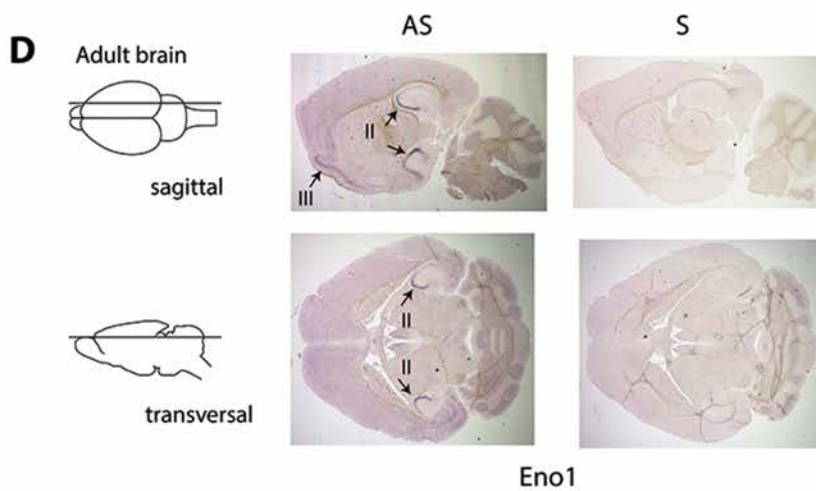 D
Adult brain
AS
S
sagittal
II
III
transversal
II
II
Eno1